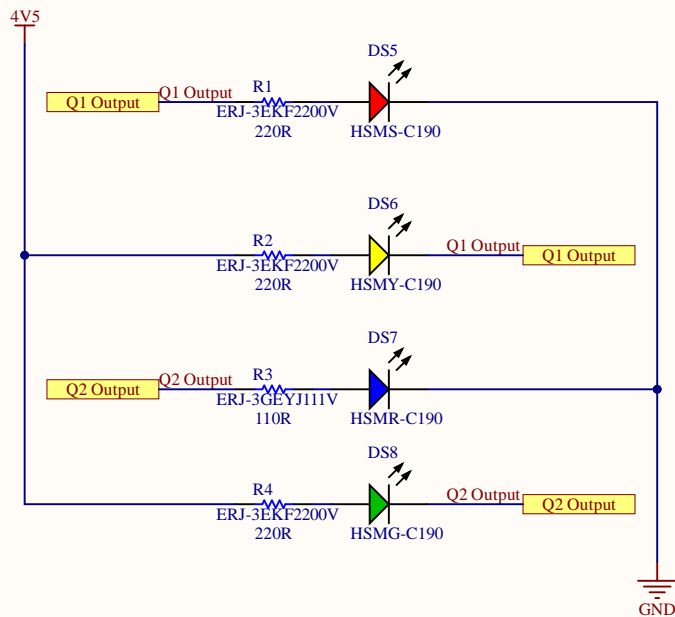 4V5
DS5
Q1 Output
Q1 Output
R1
ERJ-3EKF2200V
220R
HSMS-C190
DS6
R2
ERJ-3EKF2200V
220R
HSMY-C190
Q1 Output
Q1 Output
DS7
Q2 Output
Q2 Output
R3
ERJ-3GEYJ111V
110R
HSMR-C190
DS8
R4
ERJ-3EKF2200V
220R
HSMG-C190
Q2 Output
Q2 Output
GND